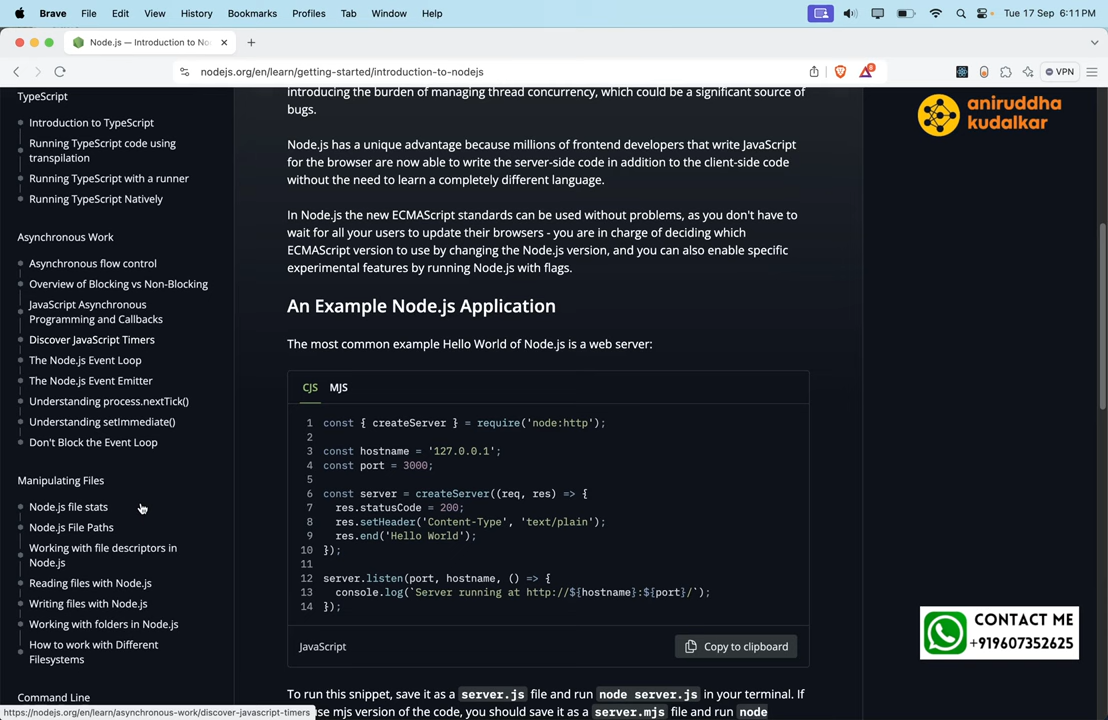 Brave File Edit View History Bookmarks Profiles Tab Window Help Tue 17 Sep 6:11 PM
Node.js — Introduction to No
nodejs.org/en/learn/getting-started/introduction-to-nodejs
8
VPN
TypeScript
Introduction to TypeScript
Running TypeScript code using
transpilation
Running TypeScript with a runner
Running TypeScript Natively
Asynchronous Work
Asynchronous flow control
Overview of Blocking vs Non-Blocking
JavaScript Asynchronous
Programming and Callbacks
Discover JavaScript Timers
The Node.js Event Loop
The Node.js Event Emitter
Understanding process.nextTick()
Understanding setImmediate()
Don't Block the Event Loop
Manipulating Files
Node.js file stats
Node.js File Paths
Working with file descriptors in
Node.js
Reading files with Node.js
Writing files with Node.js
Working with folders in Node.js
How to work with Different
Filesystems
Command Line
https://nodejs.org/en/learn/asynchronous-work/discover-javascript-timers
introducing the burden of managing thread concurrency, which could be a significant source of
bugs.
Node.js has a unique advantage because millions of frontend developers that write JavaScript
for the browser are now able to write the server-side code in addition to the client-side code
without the need to learn a completely different language.
In Node.js the new ECMAScript standards can be used without problems, as you don't have to
wait for all your users to update their browsers - you are in charge of deciding which
ECMAScript version to use by changing the Node.js version, and you can also enable specific
experimental features by running Node.js with flags.
An Example Node.js Application
The most common example Hello World of Node.js is a web server:
CJS MJS
1 const { createServer } = require('node:http');
2
3 const hostname = '127.0.0.1';
4 const port = 3000;
5
6 const server = createServer((req, res) => {
7 res.statusCode = 200;
8 res.setHeader('Content-Type', 'text/plain');
9 res.end('Hello World');
10 });
11
12 server.listen(port, hostname, () => {
13 console.log(`Server running at http://${hostname}:${port}/`);
14 });
JavaScript Copy to clipboard
To run this snippet, save it as a server.js file and run node server.js in your terminal. If
use mjs version of the code, you should save it as a server.mjs file and run node
aniruddha
kudalkar
CONTACT ME
+919607352625